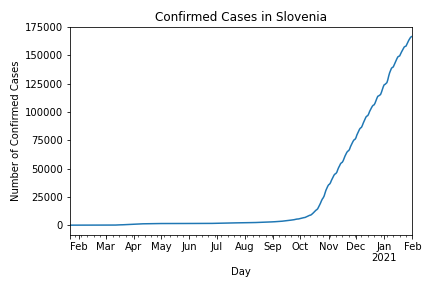 Confirmed Cases in Slovenia
175000
150000
125000
100000
75000
50000
25000
0
Number of Confirmed Cases
Feb Mar Apr May Jun Jul Aug Sep Oct Nov Dec Jan Feb
2021
Day